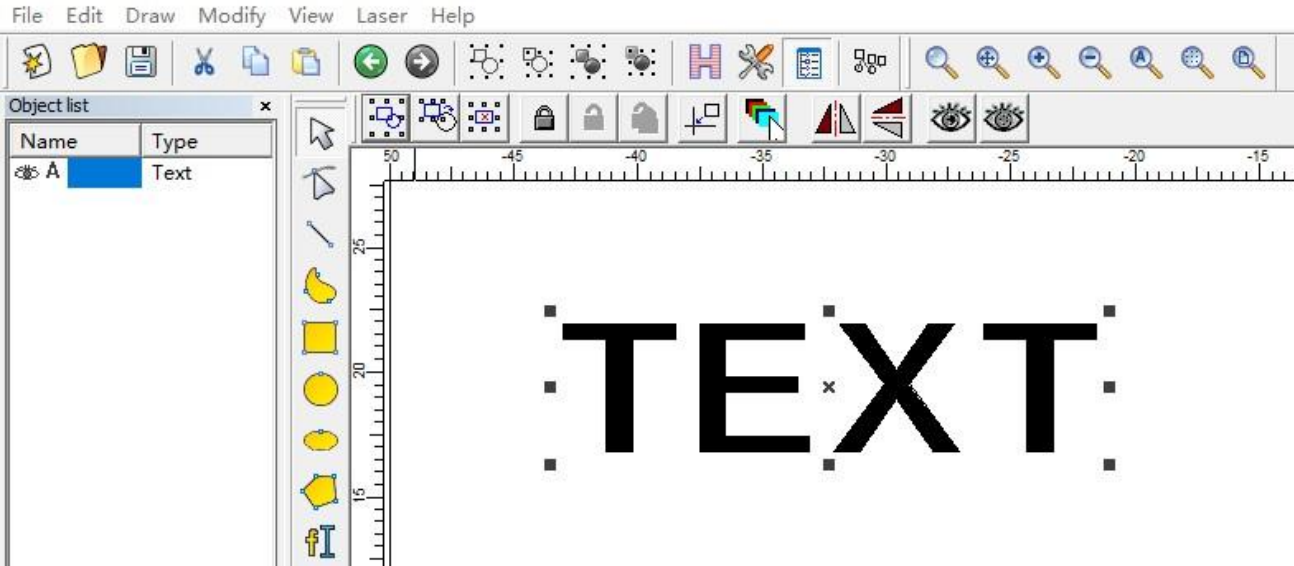 File Edit Draw Modify View Laser Help
Object list x
Name Type
A Text
50 -45 -40 -35 -30 -25 -20 -15
25
20
15
TEXT